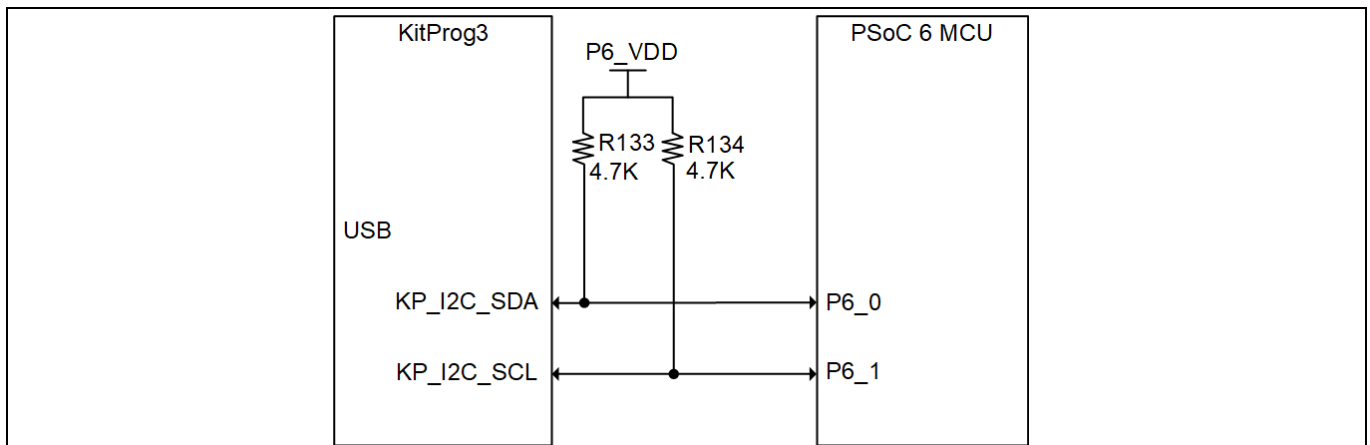 KitProg3
PSoC 6 MCU
P6_VDD
R133
4.7K
R134
4.7K
USB
KP_I2C_SDA
P6_0
KP_I2C_SCL
P6_1